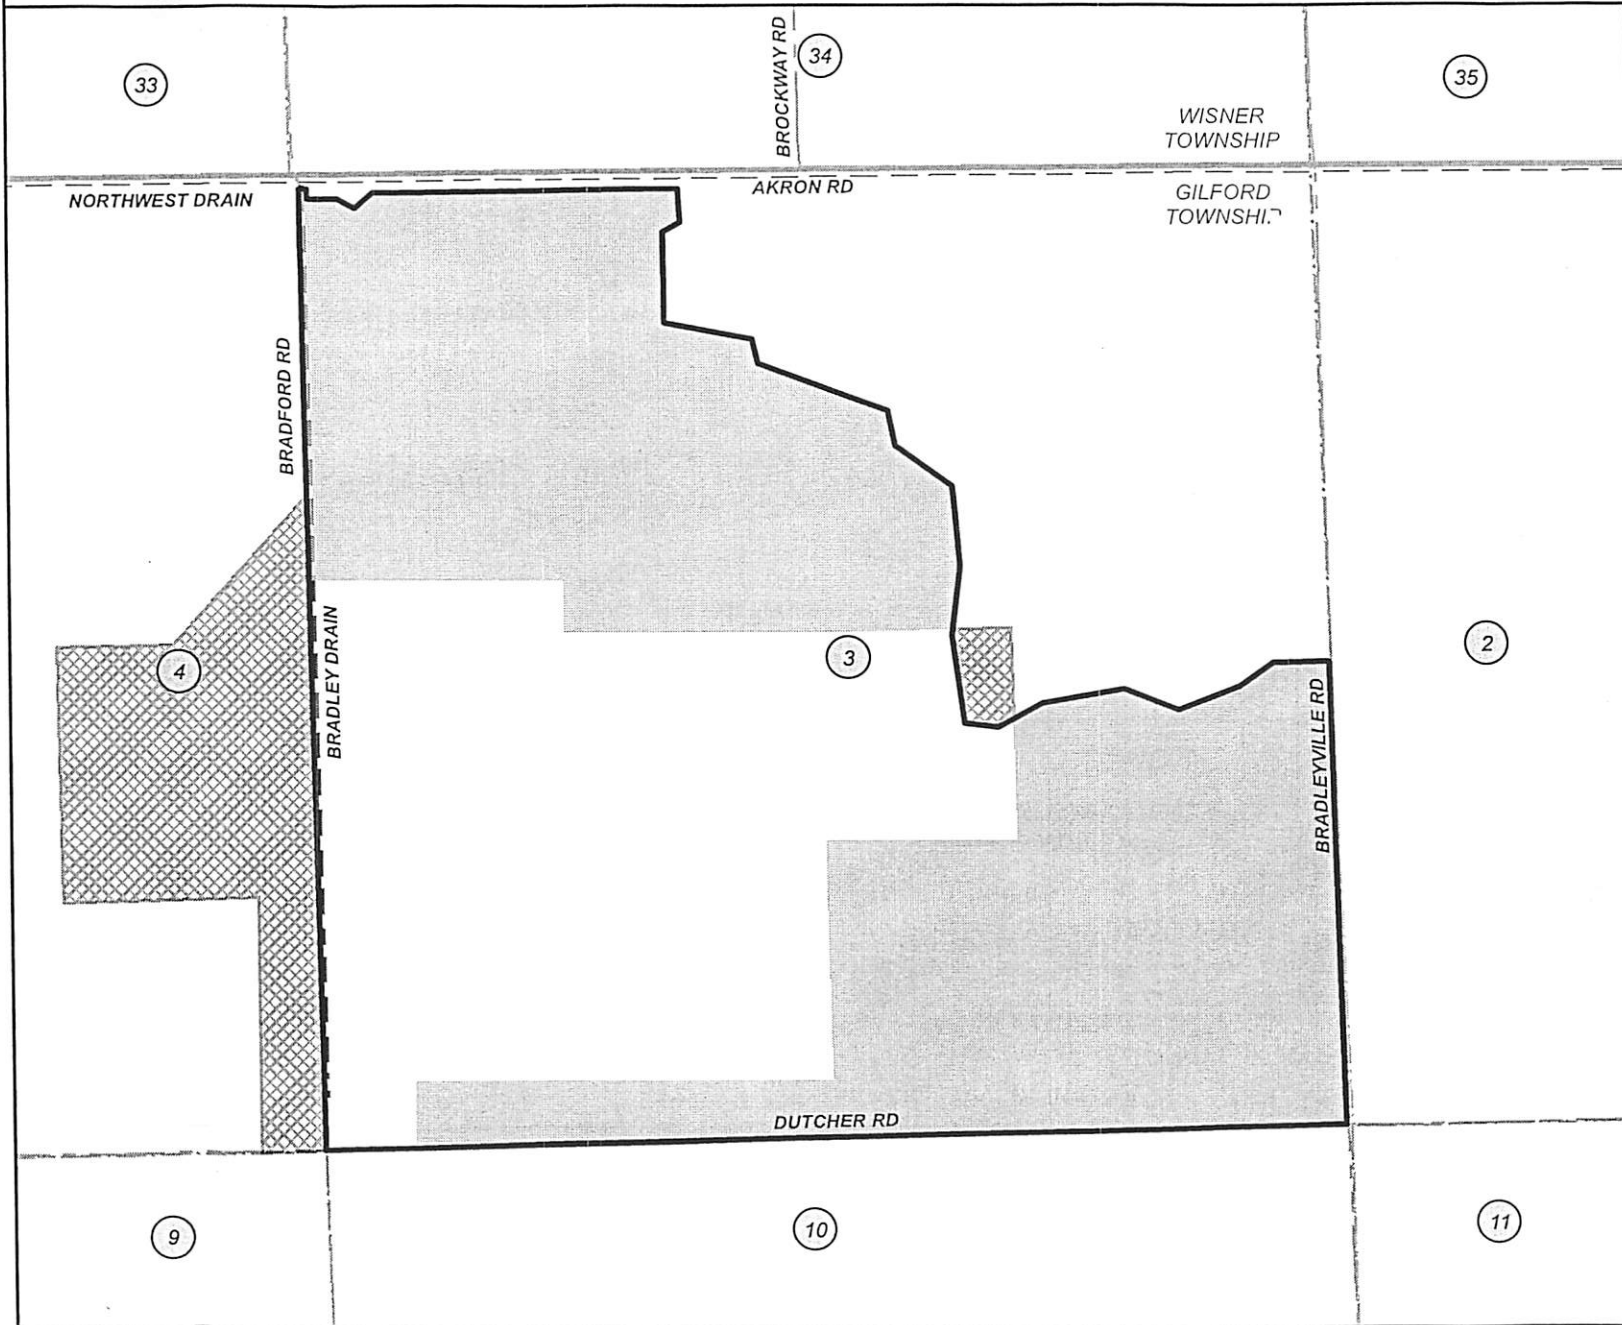 33
BROCKWAY RD
34
35
WISNER
TOWNSHIP
NORTHWEST DRAIN
AKRON RD
GILFORD
BRADFORD RD
BRADLEY DRAIN
4
3
2
BRADLEYVILLE RD
DUTCHER RD
9
10
11